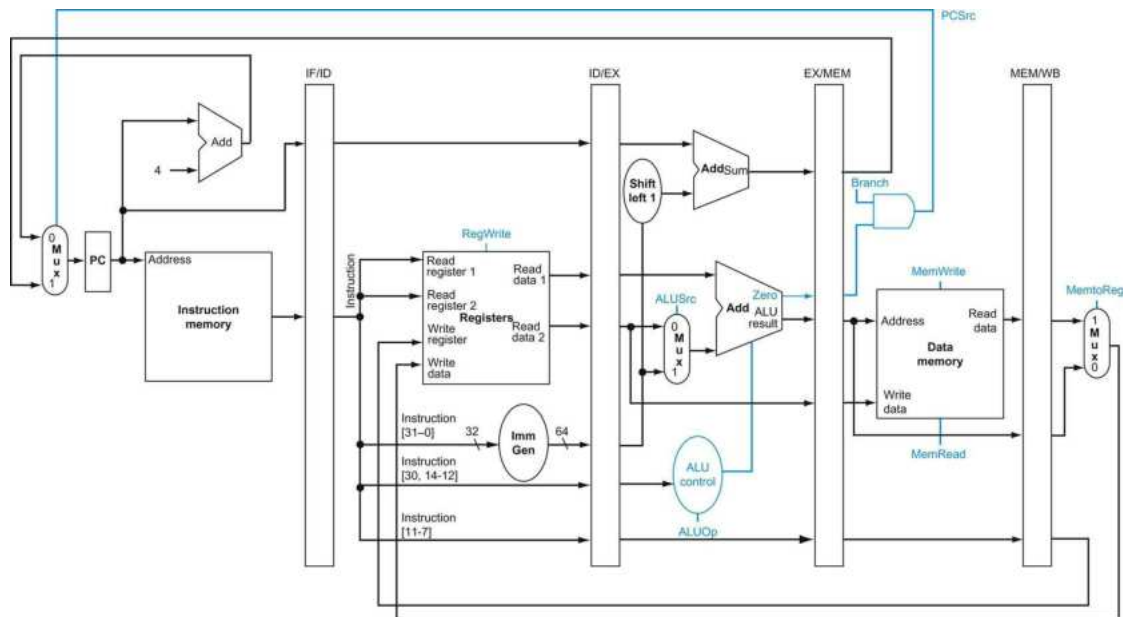 PCSrc
IF/ID
ID/EX
EX/MEM
MEM/WB
Add
4
Add Sum
Shift
left 1
Branch
0
M
u
x
1
PC
Address
Instruction
memory
Instruction
RegWrite
Read
register 1
Read
register 2
Write
register
Write
data
Registers
Read
data 1
Read
data 2
ALUSrc
0
M
u
x
1
Add
Zero
ALU
result
MemWrite
Address
Read
data
Data
memory
Write
data
MemRead
MemtoReg
1
M
u
x
0
Instruction
[31–0]
32
Imm
Gen
64
Instruction
[30, 14-12]
ALU
control
Instruction
[11-7]
ALUOp